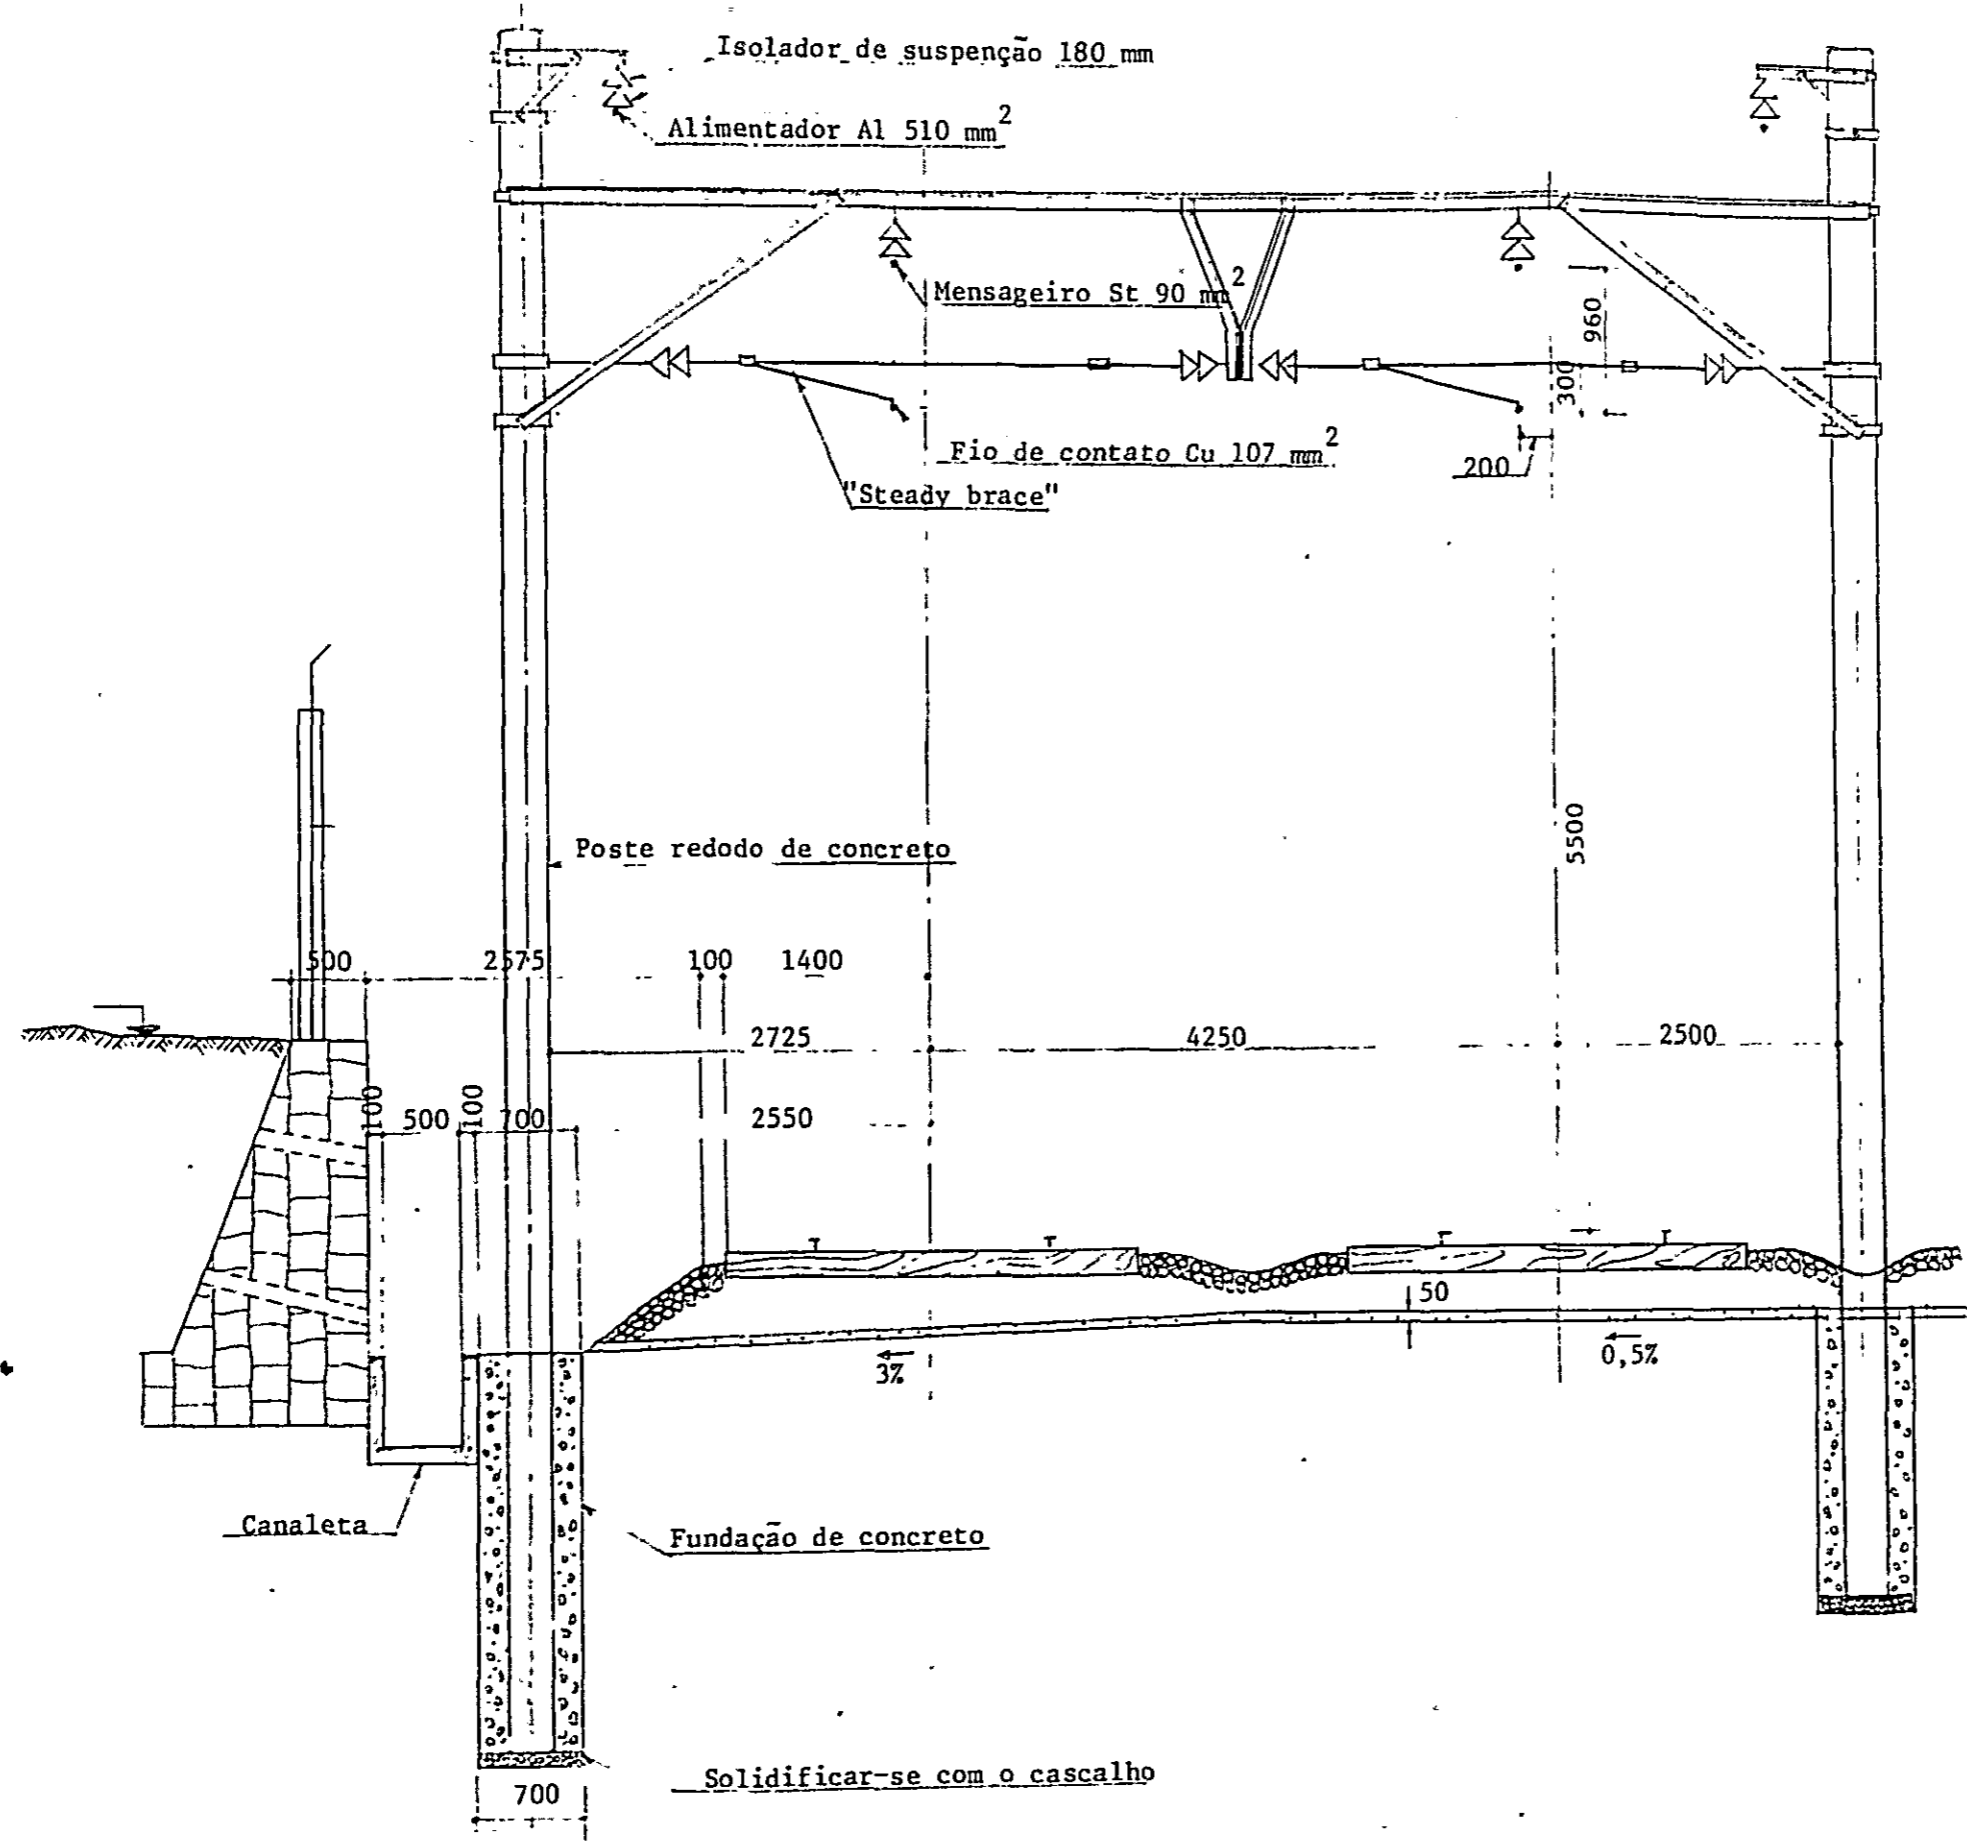 Isolador de suspenção 180 mm
Alimentador Al 510 mm²
Mensageiro St 90 mm²
960
300
Fio de contato Cu 107 mm²
200
"Steady brace"
5500
Poste redodo de concreto
500 2575 100 1400
2725 4250 2500
100 500 100 700 2550
50
3% 0,5%
Canaleta
Fundação de concreto
Solidificar-se com o cascalho
700